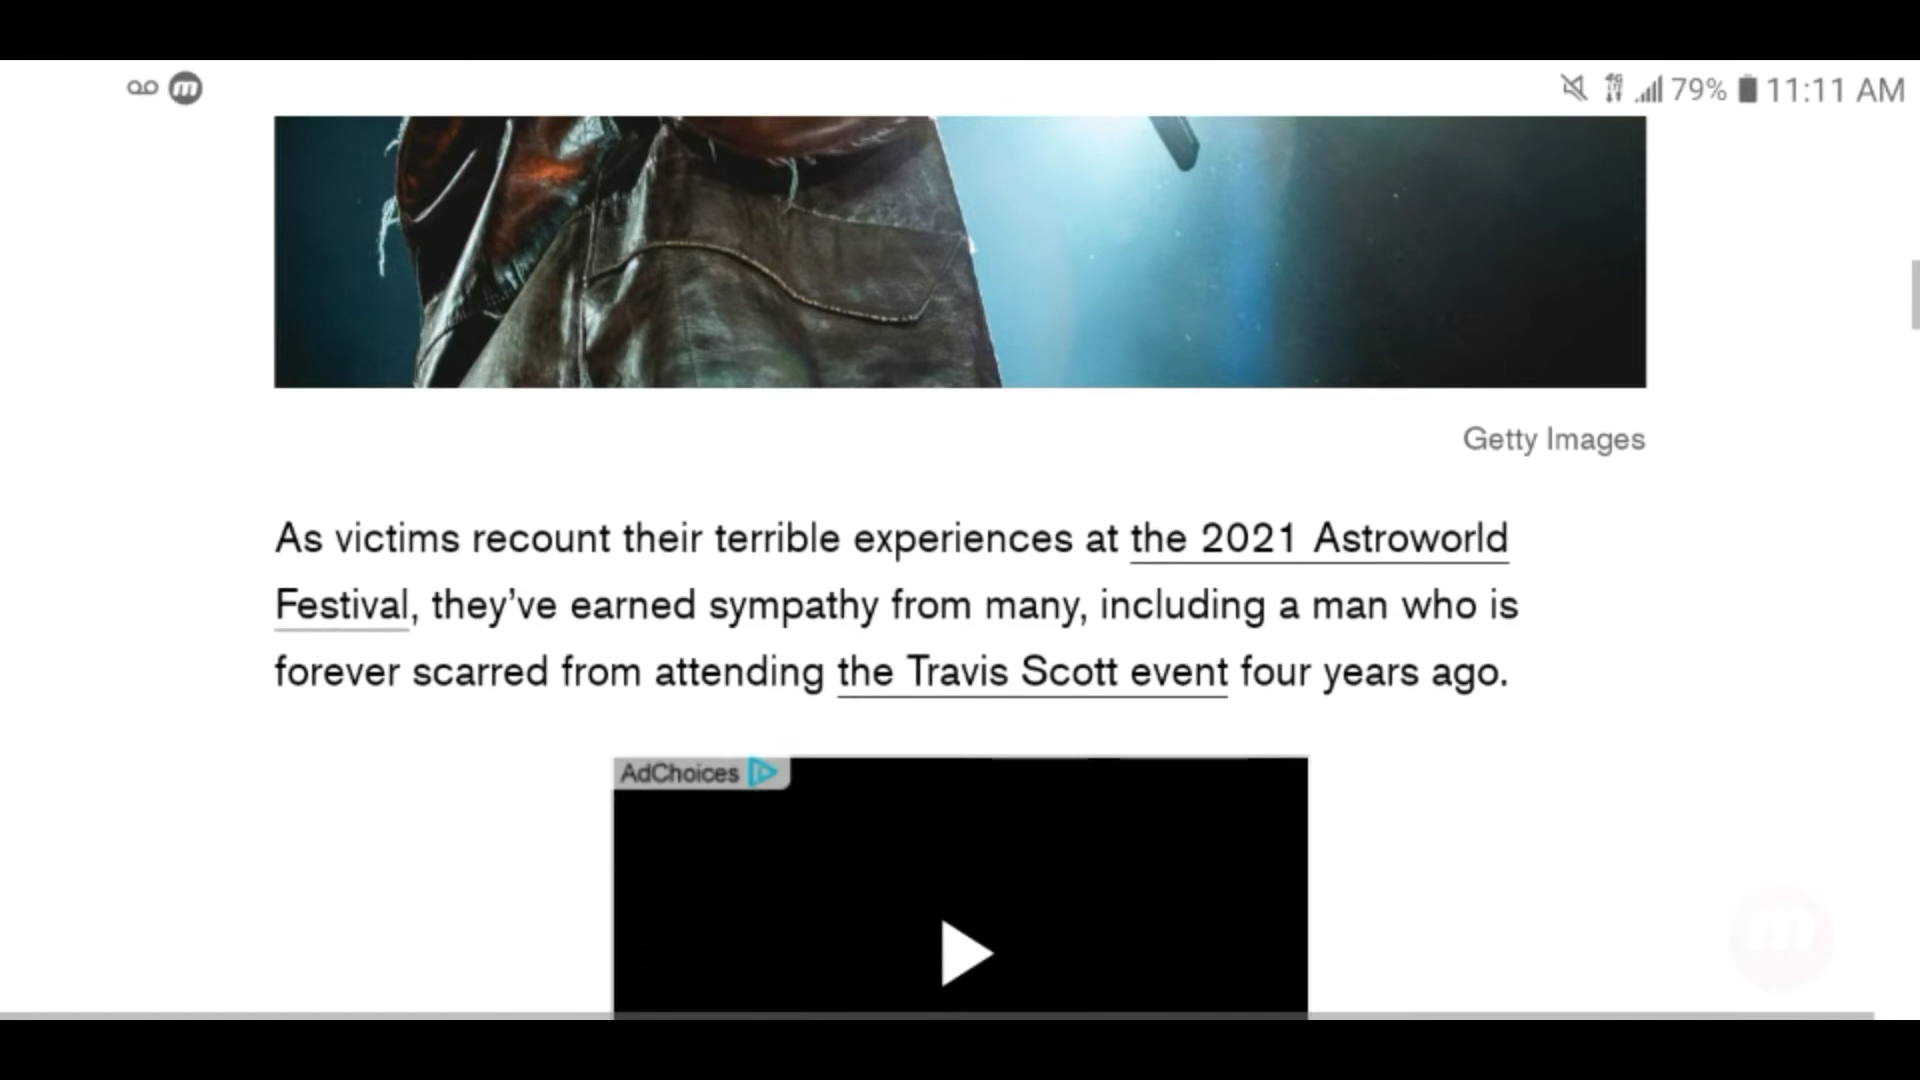 79% 11:11 AM
Getty Images
As victims recount their terrible experiences at the 2021 Astroworld
Festival, they’ve earned sympathy from many, including a man who is
forever scarred from attending the Travis Scott event four years ago.
AdChoices